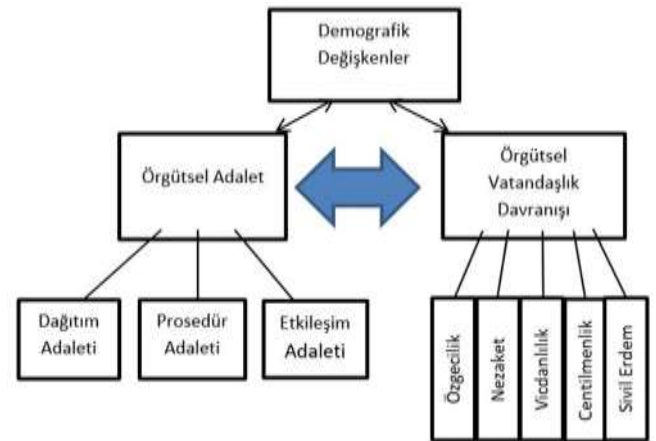 Demografik
Değişkenler
Örgütsel Adalet
Örgütsel
Vatandaşlık
Davranışı
Dağıtım
Adaleti
Prosedür
Adaleti
Etkileşim
Adaleti
Özgecilik
Nezaket
Vicdanlılık
Centilmenlik
Sivil Erdem